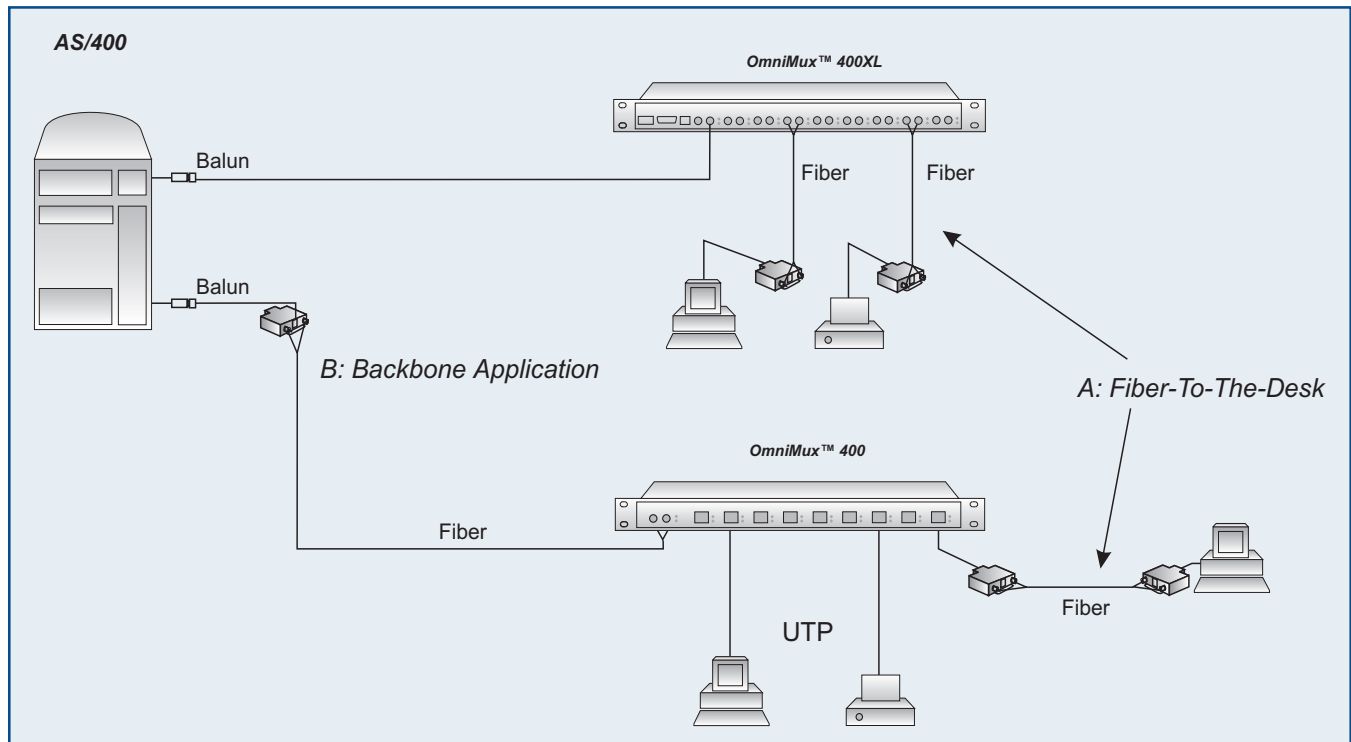 AS/400
OmniMux™ 400XL
Balun
Fiber
Fiber
Balun
B: Backbone Application
A: Fiber-To-The-Desk
OmniMux™ 400
Fiber
Fiber
UTP